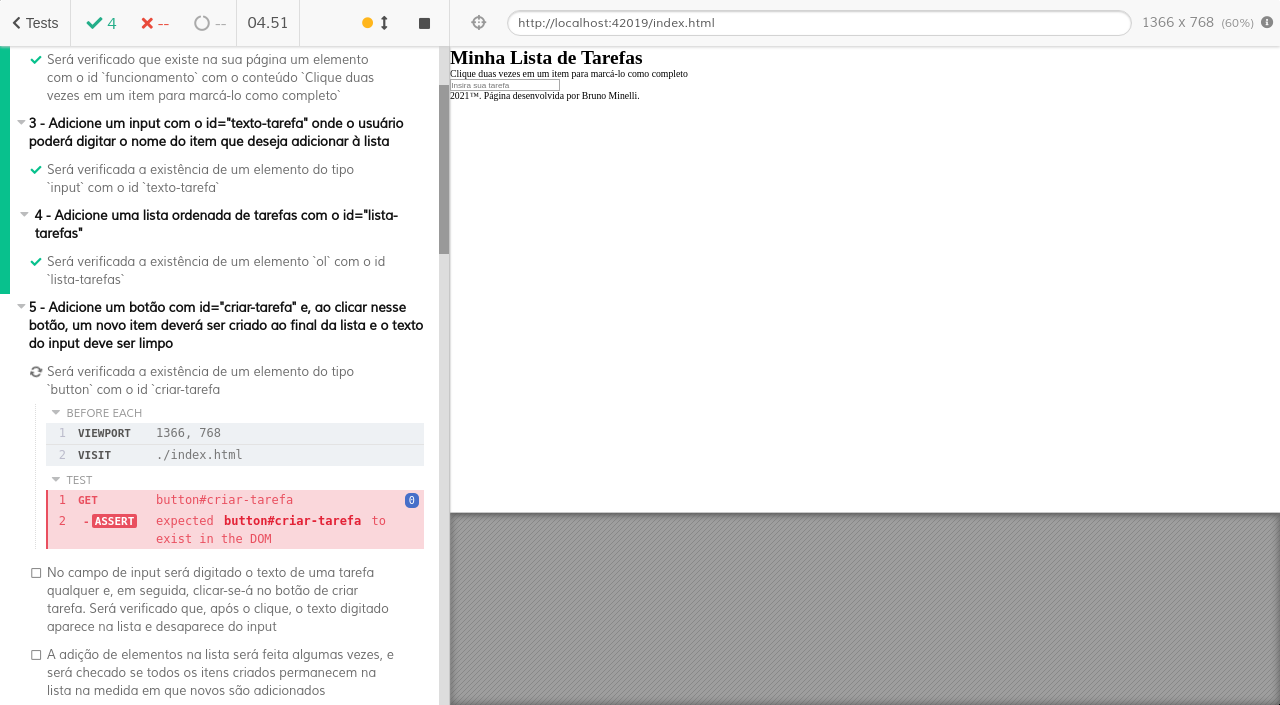 Tests
4
--
--
04.51
http://localhost:42019/index.html
1366 x 768 (60%)
Será verificado que existe na sua página um elemento
com o id `funcionamento` com o conteúdo `Clique duas
vezes em um item para marcá-lo como completo`
3 - Adicione um input com o id="texto-tarefa" onde o usuário
poderá digitar o nome do item que deseja adicionar à lista
Será verificada a existência de um elemento do tipo
`input` com o id `texto-tarefa`
4 - Adicione uma lista ordenada de tarefas com o id="lista-
tarefas"
Será verificada a existência de um elemento `ol` com o id
`lista-tarefas`
5 - Adicione um botão com id="criar-tarefa" e, ao clicar nesse
botão, um novo item deverá ser criado ao final da lista e o texto
do input deve ser limpo
Será verificada a existência de um elemento do tipo
`button` com o id `criar-tarefa
BEFORE EACH
1 VIEWPORT 1366, 768
2 VISIT ./index.html
TEST
1 GET button#criar-tarefa 0
2 -ASSERT expected button#criar-tarefa to
exist in the DOM
No campo de input será digitado o texto de uma tarefa
qualquer e, em seguida, clicar-se-á no botão de criar
tarefa. Será verificado que, após o clique, o texto digitado
aparece na lista e desaparece do input
A adição de elementos na lista será feita algumas vezes, e
será checado se todos os itens criados permanecem na
lista na medida em que novos são adicionados
Minha Lista de Tarefas
Clique duas vezes em um item para marcá-lo como completo
Insira sua tarefa
2021™. Página desenvolvida por Bruno Minelli.